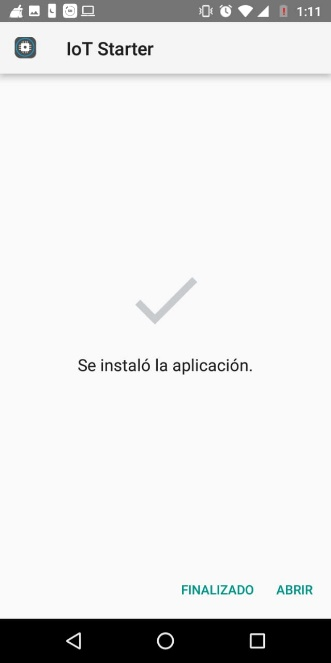 1:11
IoT Starter
Se instaló la aplicación.
FINALIZADO ABRIR